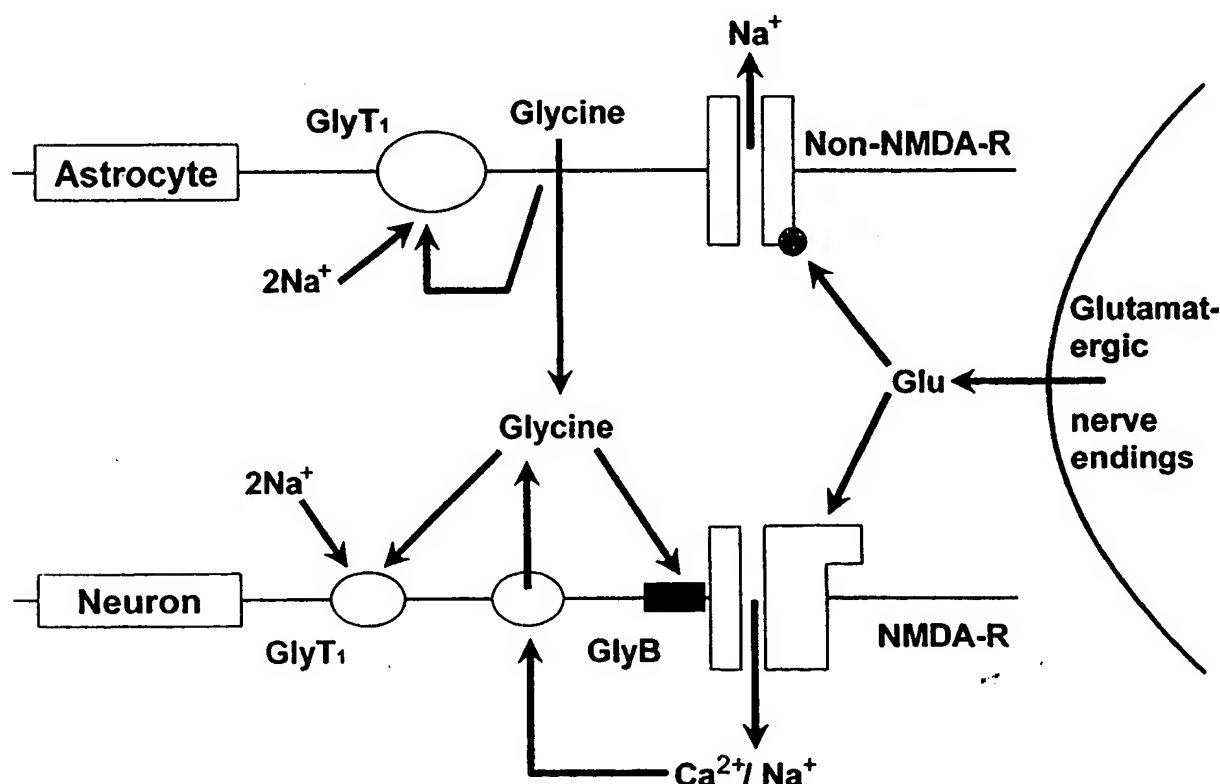 Na⁺
Glycine
GlyT₁
Non-NMDA-R
Astrocyte
2Na⁺
Glutamat-
ergic
Glu
nerve
endings
Glycine
2Na⁺
Neuron
GlyT₁
GlyB
NMDA-R
Ca²⁺/ Na⁺